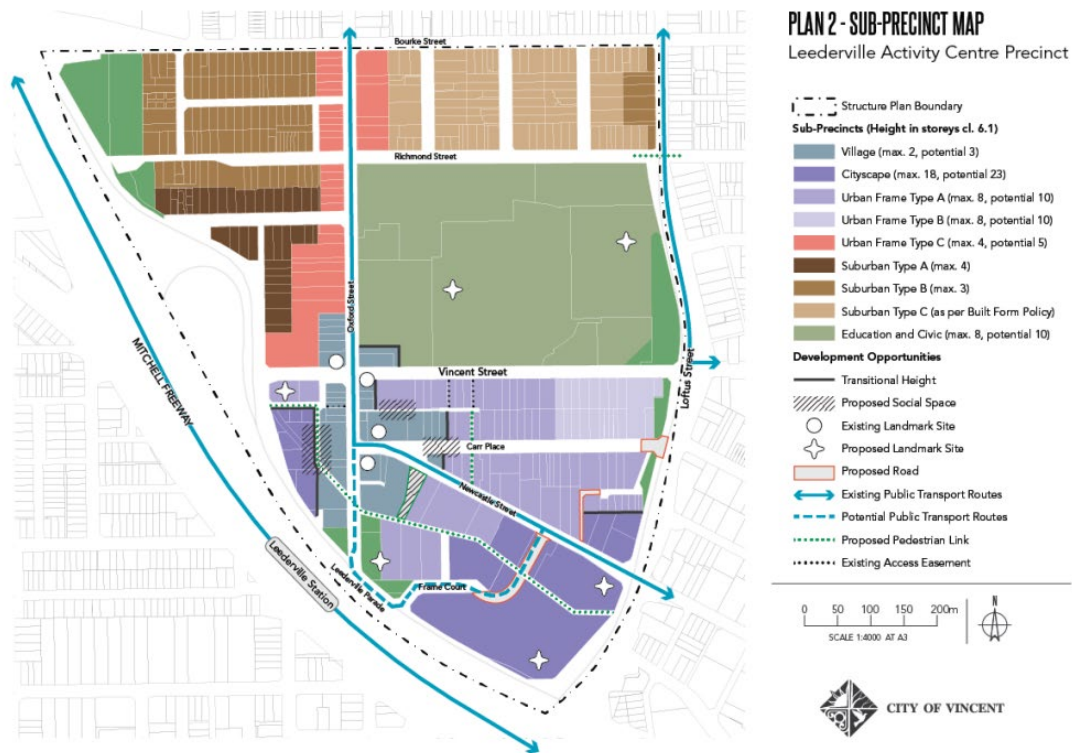 PLAN 2 - SUB-PRECINCT MAP
Leederville Activity Centre Precinct
Bourke Street
Richmond Street
Oxford Street
Vincent Street
Loftus Street
MITCHELL FREEWAY
Carr Place
Newcastle Street
Leederville Station
Leederville Parade
Frame Court
Structure Plan Boundary
Sub-Precincts (Height in storeys cl. 6.1)
Village (max. 2, potential 3)
Cityscape (max. 18, potential 23)
Urban Frame Type A (max. 8, potential 10)
Urban Frame Type B (max. 8, potential 10)
Urban Frame Type C (max. 4, potential 5)
Suburban Type A (max. 4)
Suburban Type B (max. 3)
Suburban Type C (as per Built Form Policy)
Education and Civic (max. 8, potential 10)
Development Opportunities
Transitional Height
Proposed Social Space
Existing Landmark Site
Proposed Landmark Site
Proposed Road
Existing Public Transport Routes
Potential Public Transport Routes
Proposed Pedestrian Link
Existing Access Easement
0 50 100 150 200m
SCALE 1:4000 AT A3
N
CITY OF VINCENT